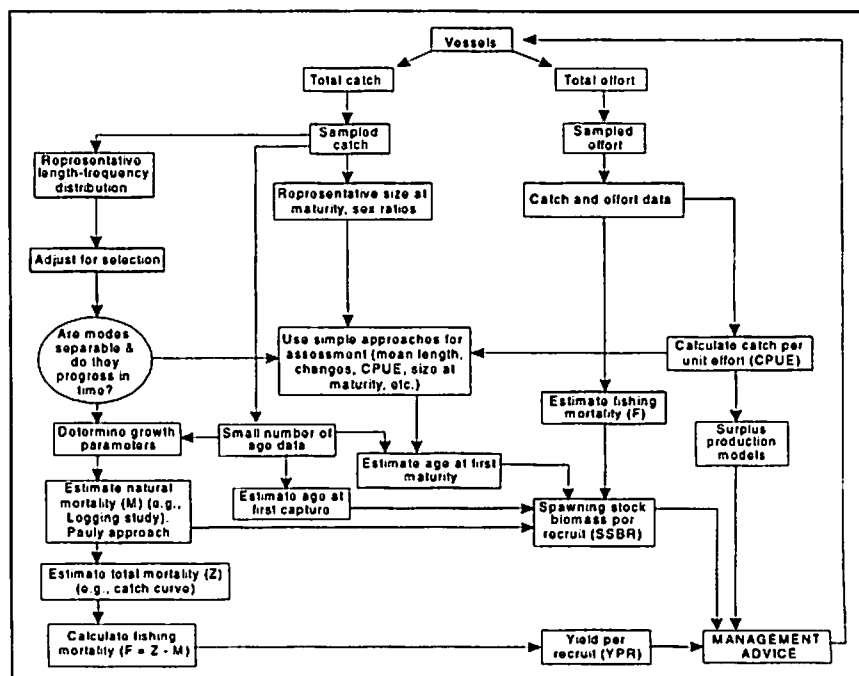 Vessels
Total catch
Total effort
Sampled
catch
Sampled
effort
Representative
length-frequency
distribution
Representative size at
maturity, sex ratios
Catch and effort data
Adjust for selection
Are modes
separable &
do they
progress in
time?
Use simple approaches for
assessment (mean length,
changes, CPUE, size at
maturity, etc.)
Calculate catch per
unit effort (CPUE)
Estimate fishing
mortality (F)
Determine growth
parameters
Small number of
age data
Surplus
production
models
Estimate age at first
maturity
Estimate natural
mortality (M) (e.g.,
Logging study).
Pauly approach
Estimate age at
first capture
Spawning stock
biomass per
recruit (SSBR)
Estimate total mortality (Z)
(e.g., catch curve)
Calculate fishing
mortality (F = Z - M)
Yield per
recruit (YPR)
MANAGEMENT
ADVICE